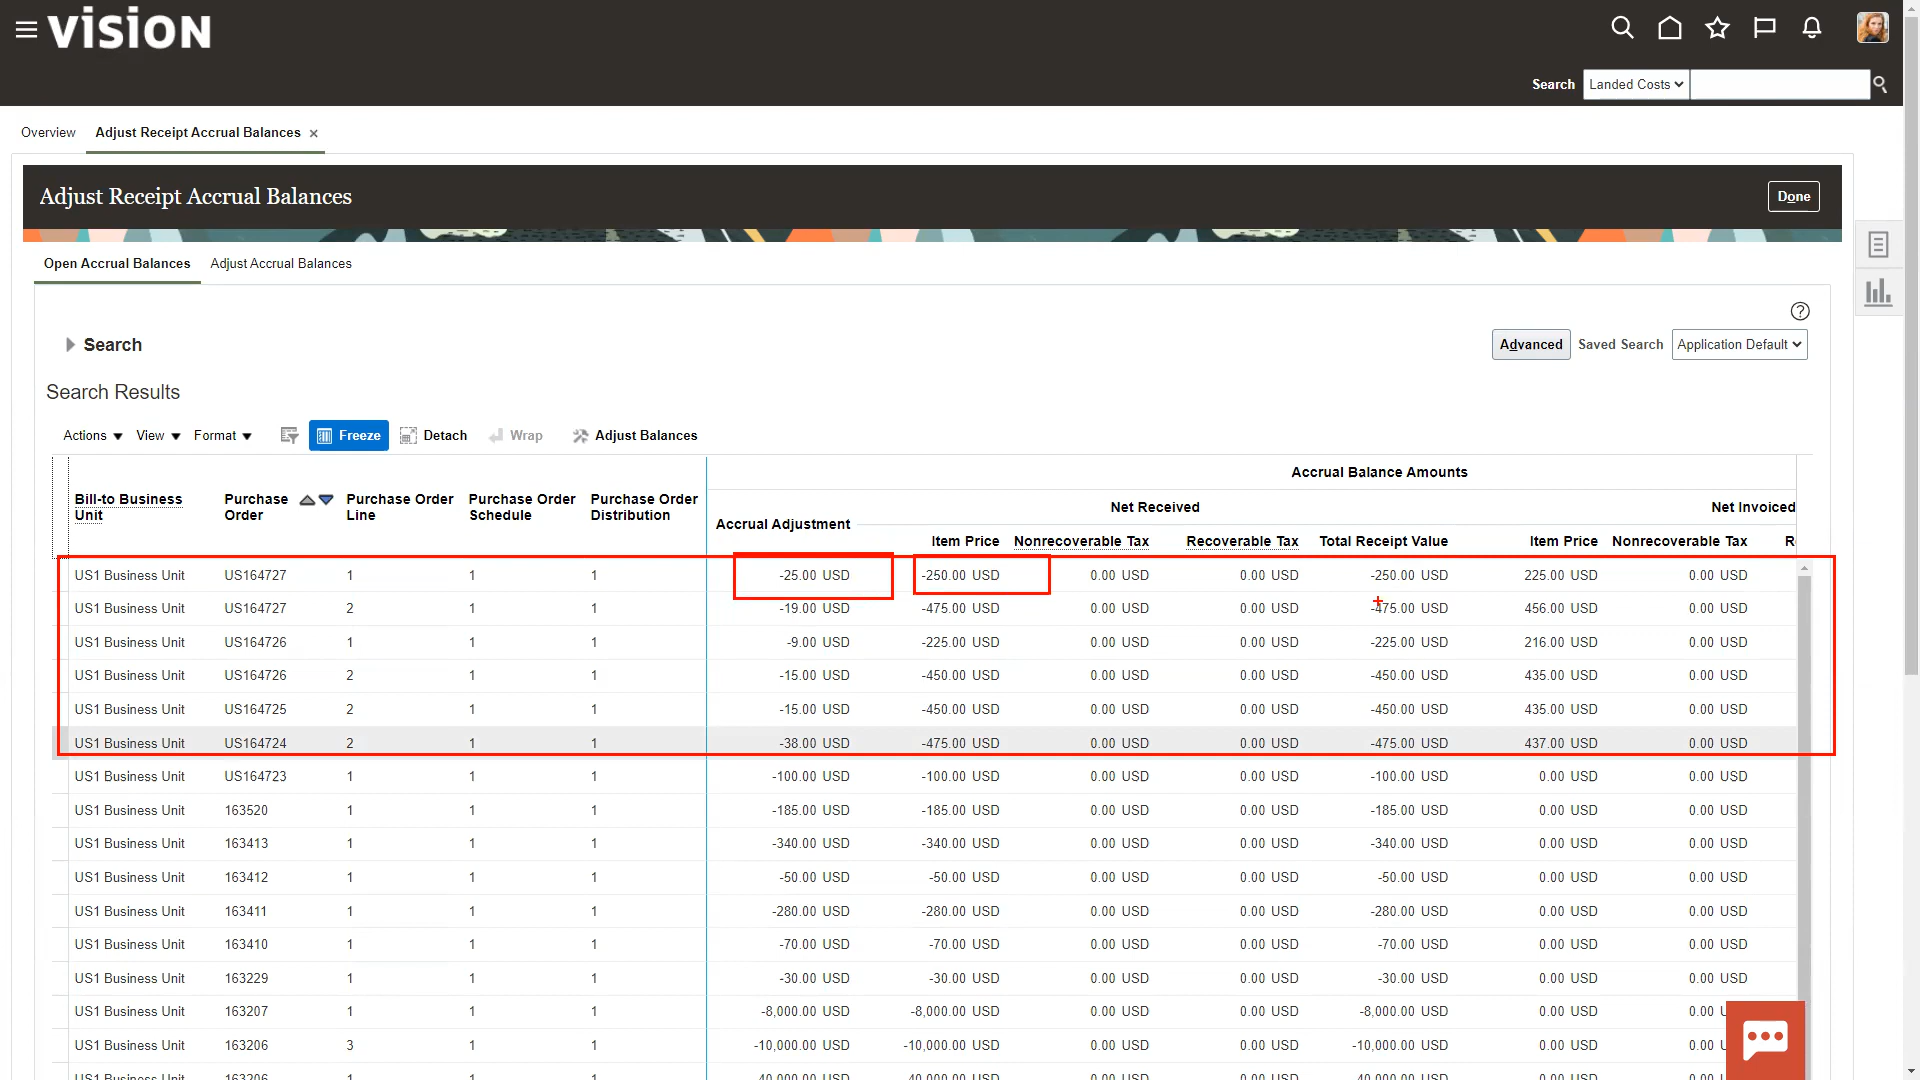 VISION
Search Landed Costs
Overview Adjust Receipt Accrual Balances ×
Adjust Receipt Accrual Balances Done
Open Accrual Balances Adjust Accrual Balances
Search Advanced Saved Search Application Default
Search Results
Actions View Format Freeze Detach Wrap Adjust Balances
Accrual Balance Amounts
Bill-to Business Unit Purchase Order Purchase Order Line Purchase Order Schedule Purchase Order Distribution Accrual Adjustment Net Received Net Invoiced
Item Price Nonrecoverable Tax Recoverable Tax Total Receipt Value Item Price Nonrecoverable Tax
US1 Business Unit US164727 1 1 1 -25.00 USD -250.00 USD 0.00 USD 0.00 USD -250.00 USD 225.00 USD 0.00 USD
US1 Business Unit US164727 2 1 1 -19.00 USD -475.00 USD 0.00 USD 0.00 USD -475.00 USD 456.00 USD 0.00 USD
US1 Business Unit US164726 1 1 1 -9.00 USD -225.00 USD 0.00 USD 0.00 USD -225.00 USD 216.00 USD 0.00 USD
US1 Business Unit US164726 2 1 1 -15.00 USD -450.00 USD 0.00 USD 0.00 USD -450.00 USD 435.00 USD 0.00 USD
US1 Business Unit US164725 2 1 1 -15.00 USD -450.00 USD 0.00 USD 0.00 USD -450.00 USD 435.00 USD 0.00 USD
US1 Business Unit US164724 2 1 1 -38.00 USD -475.00 USD 0.00 USD 0.00 USD -475.00 USD 437.00 USD 0.00 USD
US1 Business Unit US164723 1 1 1 -100.00 USD -100.00 USD 0.00 USD 0.00 USD -100.00 USD 0.00 USD 0.00 USD
US1 Business Unit 163520 1 1 1 -185.00 USD -185.00 USD 0.00 USD 0.00 USD -185.00 USD 0.00 USD 0.00 USD
US1 Business Unit 163413 1 1 1 -340.00 USD -340.00 USD 0.00 USD 0.00 USD -340.00 USD 0.00 USD 0.00 USD
US1 Business Unit 163412 1 1 1 -50.00 USD -50.00 USD 0.00 USD 0.00 USD -50.00 USD 0.00 USD 0.00 USD
US1 Business Unit 163411 1 1 1 -280.00 USD -280.00 USD 0.00 USD 0.00 USD -280.00 USD 0.00 USD 0.00 USD
US1 Business Unit 163410 1 1 1 -70.00 USD -70.00 USD 0.00 USD 0.00 USD -70.00 USD 0.00 USD 0.00 USD
US1 Business Unit 163229 1 1 1 -30.00 USD -30.00 USD 0.00 USD 0.00 USD -30.00 USD 0.00 USD 0.00 USD
US1 Business Unit 163207 1 1 1 -8,000.00 USD -8,000.00 USD 0.00 USD 0.00 USD -8,000.00 USD 0.00 USD 0.00
US1 Business Unit 163206 3 1 1 -10,000.00 USD -10,000.00 USD 0.00 USD 0.00 USD -10,000.00 USD 0.00 USD 0.00